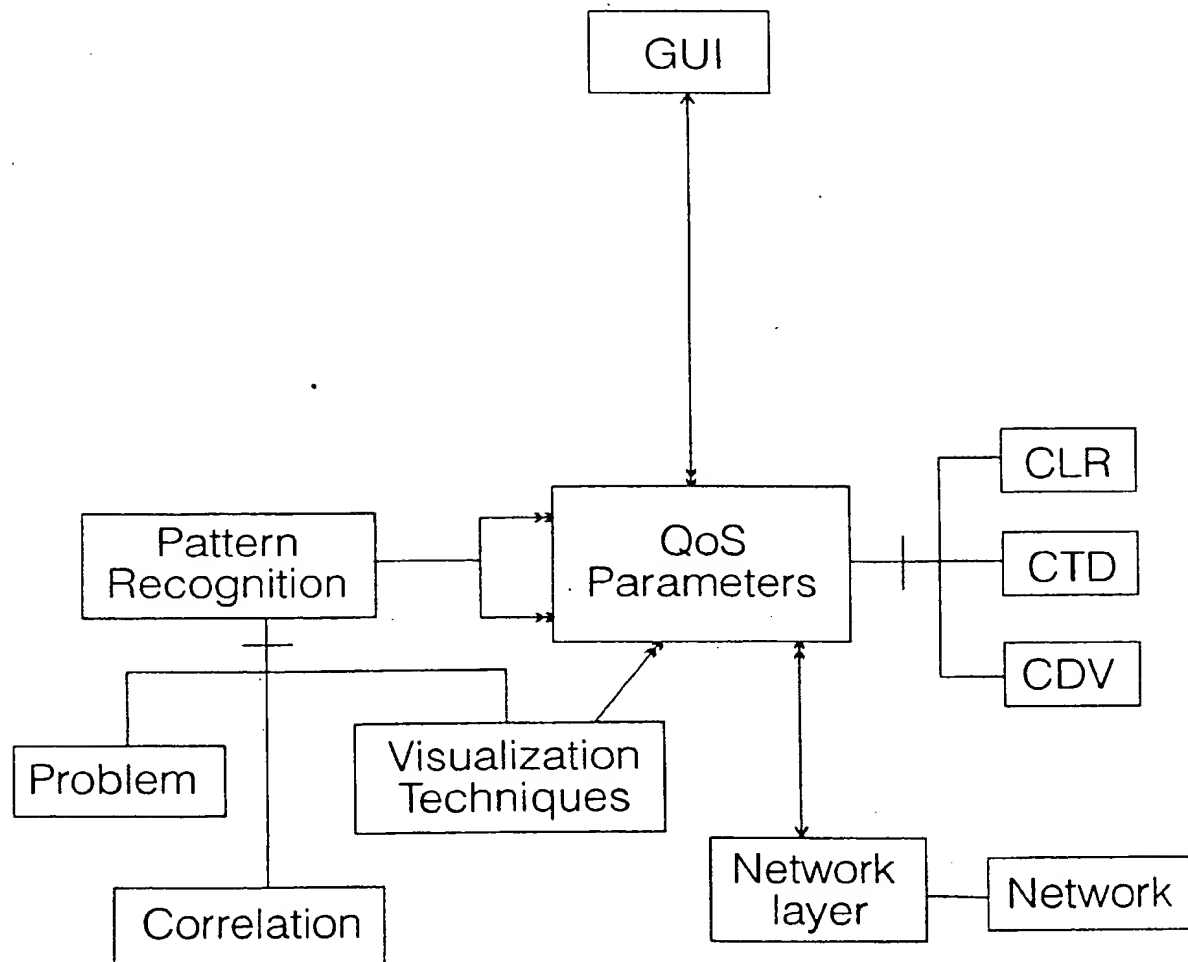 GUI
CLR
Pattern
Recognition
QoS
Parameters
CTD
CDV
Problem
Visualization
Techniques
Network
layer
Network
Correlation